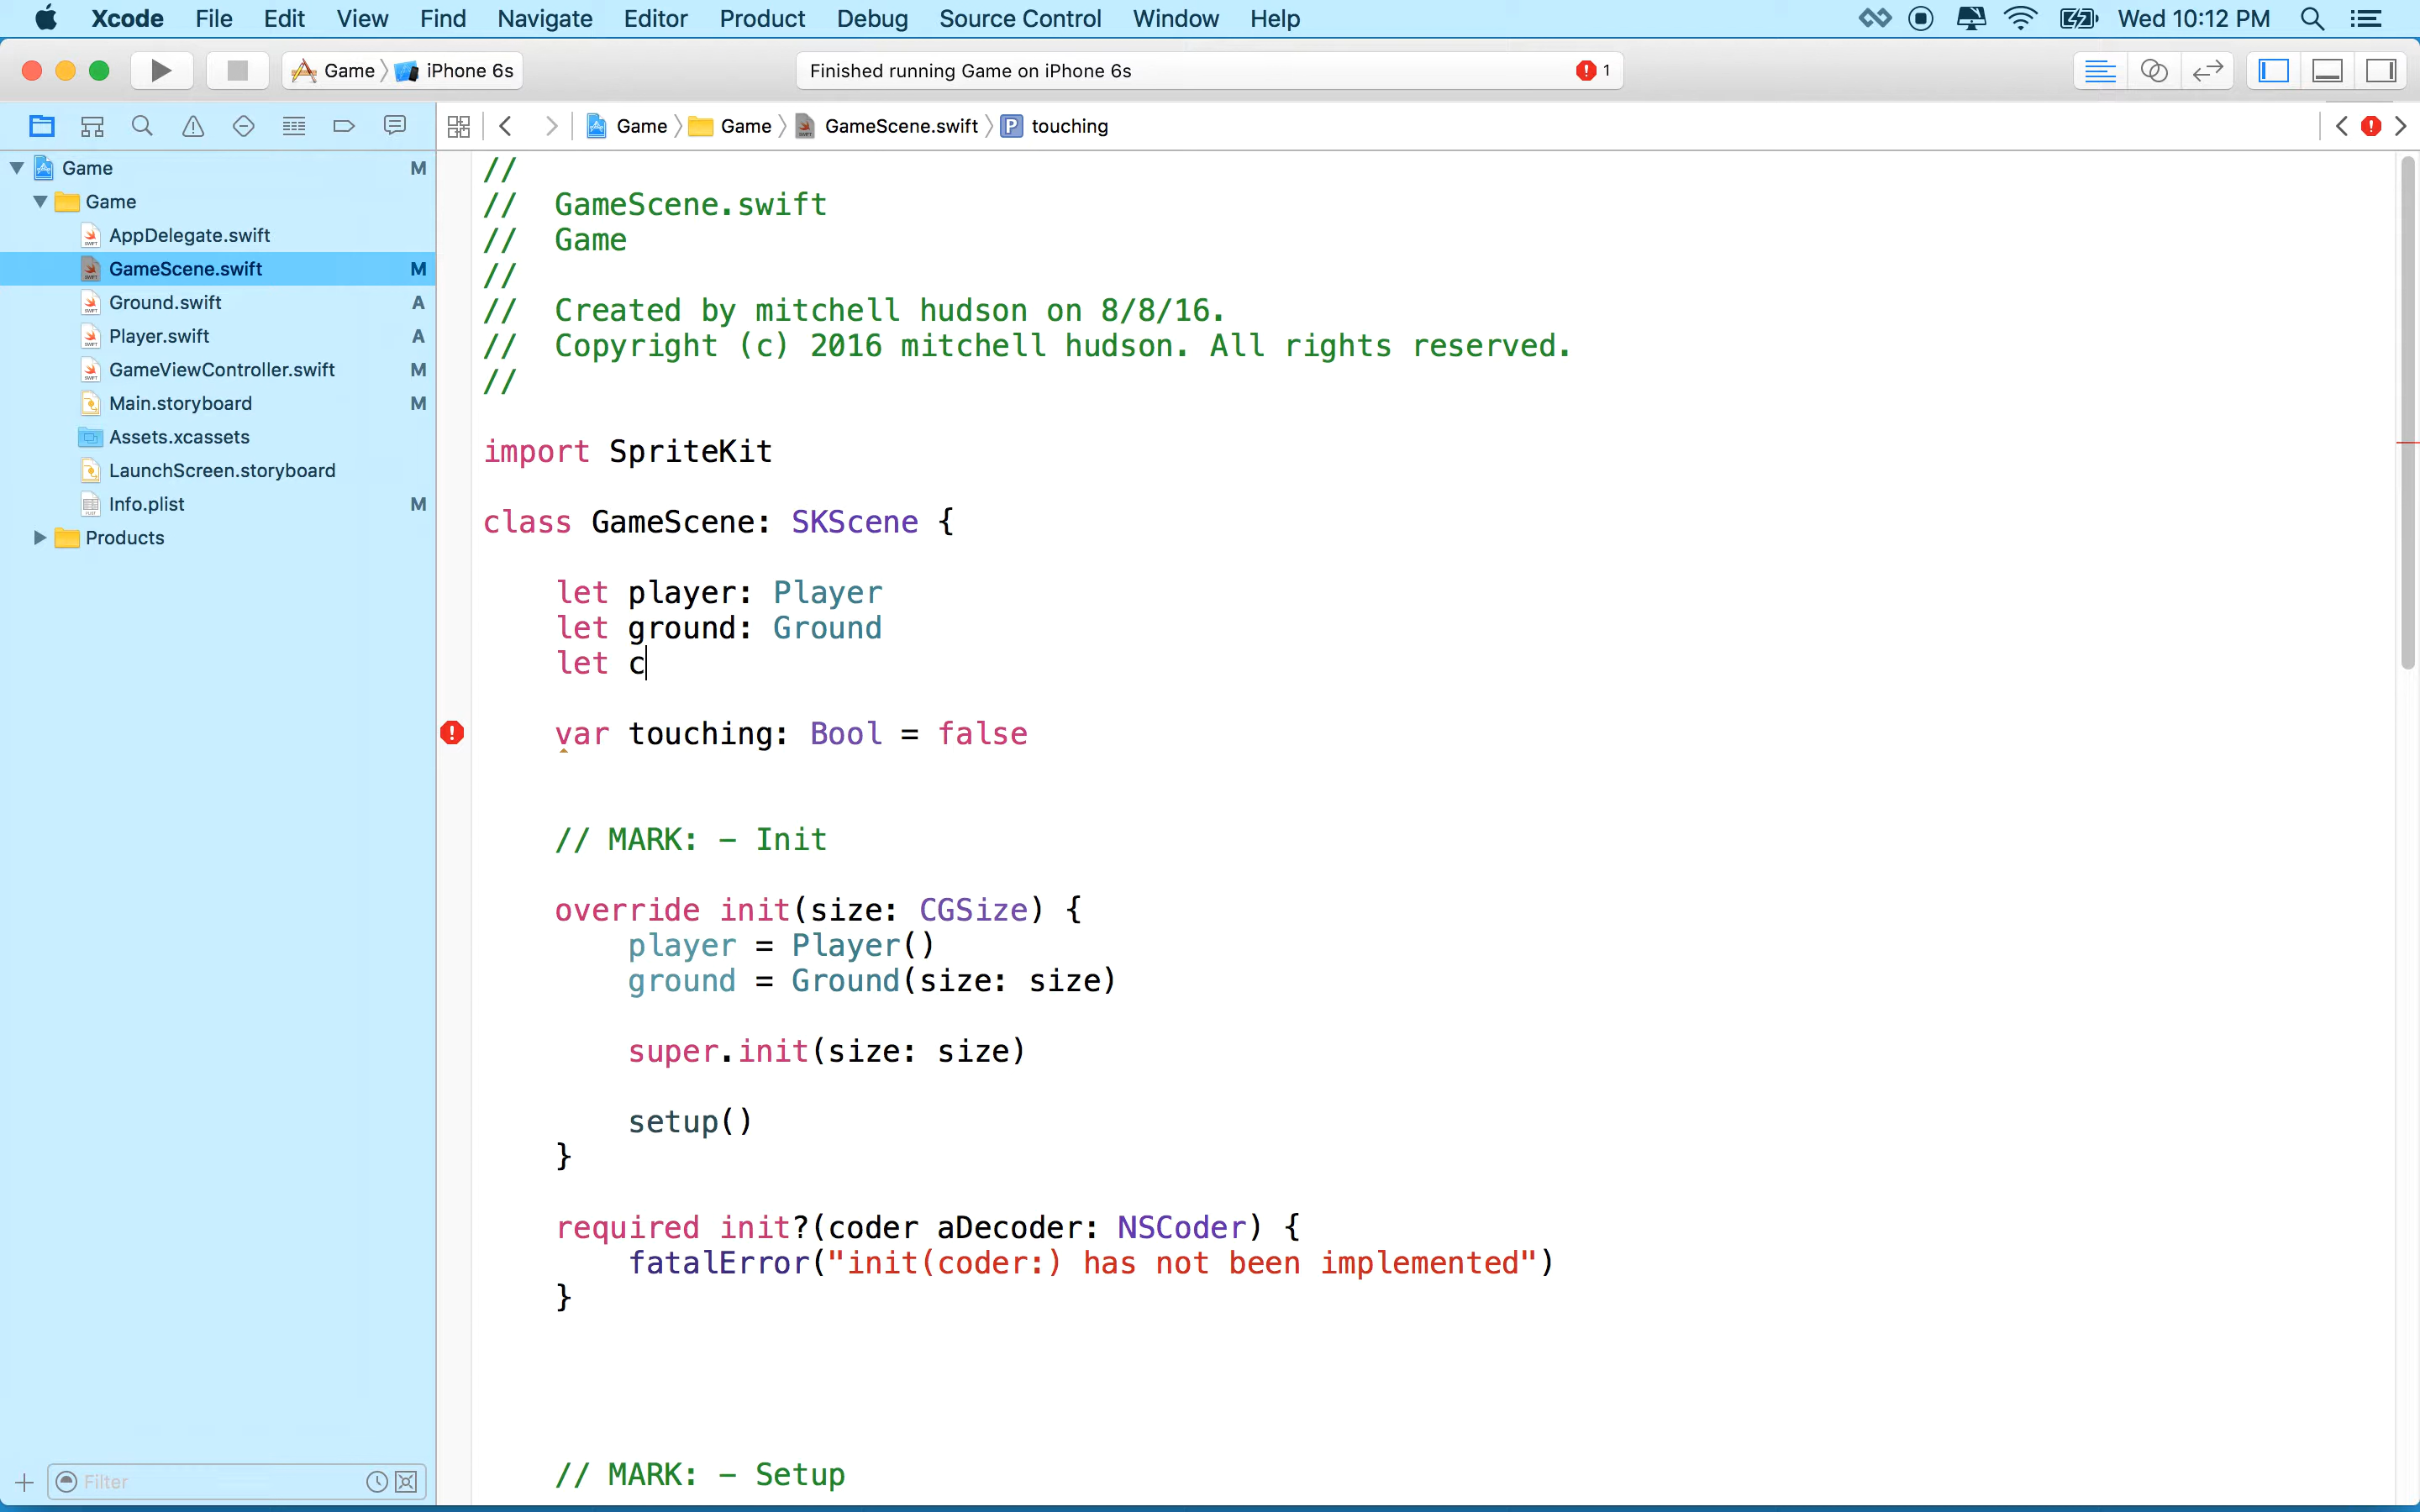 Xcode File Edit View Find Navigate Editor Product Debug Source Control Window Help Wed 10:12 PM
Game iPhone 6s Finished running Game on iPhone 6s 1
Game Game GameScene.swift P touching
Game M
Game
AppDelegate.swift
GameScene.swift M
Ground.swift A
Player.swift A
GameViewController.swift M
Main.storyboard M
Assets.xcassets
LaunchScreen.storyboard
Info.plist M
Products
Filter
//
// GameScene.swift
// Game
//
// Created by mitchell hudson on 8/8/16.
// Copyright (c) 2016 mitchell hudson. All rights reserved.
//
import SpriteKit
class GameScene: SKScene {
let player: Player
let ground: Ground
let c
var touching: Bool = false
// MARK: - Init
override init(size: CGSize) {
player = Player()
ground = Ground(size: size)
super.init(size: size)
setup()
}
required init?(coder aDecoder: NSCoder) {
fatalError("init(coder:) has not been implemented")
}
// MARK: - Setup